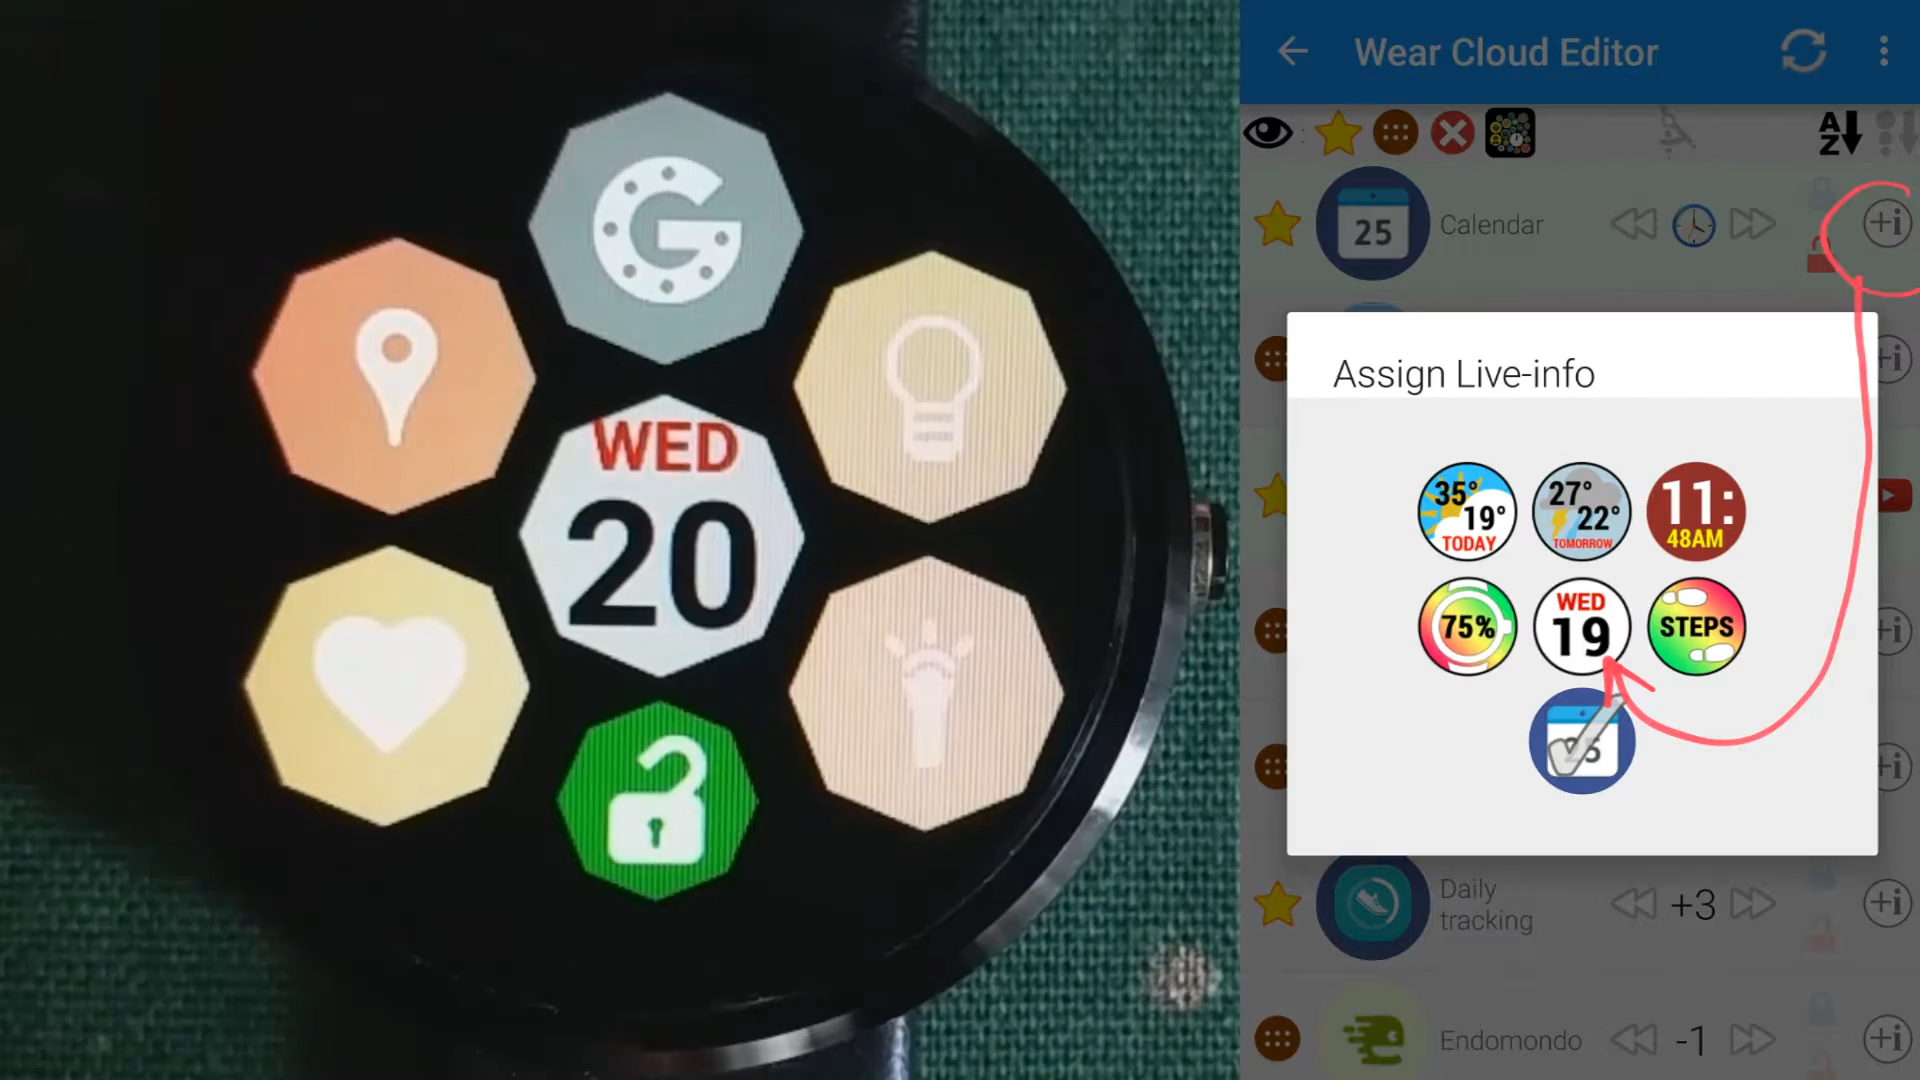 G
WED
20
Wear Cloud Editor
A
Z
25
Calendar
+i
+i
Assign Live-info
35°
19°
TODAY
27°
22°
TOMORROW
11:
48AM
75%
WED
19
STEPS
+i
+i
Daily
tracking
+3
+i
Endomondo
-1
+i